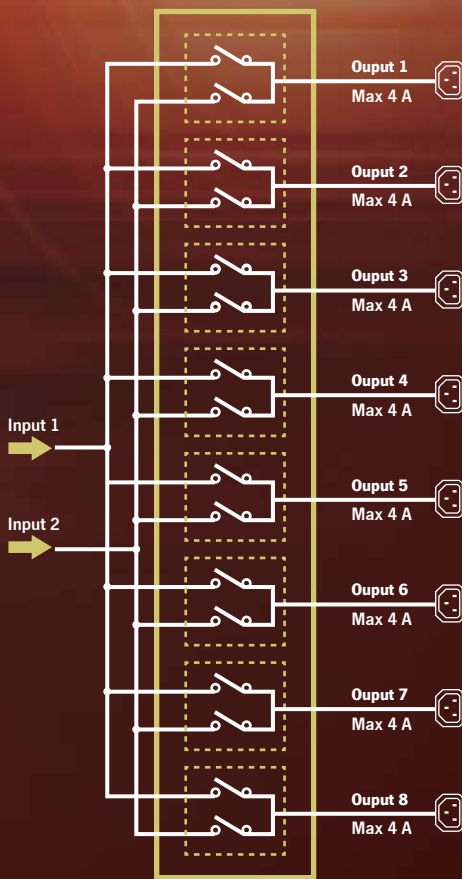 Ouput 1
Max 4 A
Ouput 2
Max 4 A
Ouput 3
Max 4 A
Ouput 4
Max 4 A
Input 1
Ouput 5
Max 4 A
Input 2
Ouput 6
Max 4 A
Ouput 7
Max 4 A
Ouput 8
Max 4 A